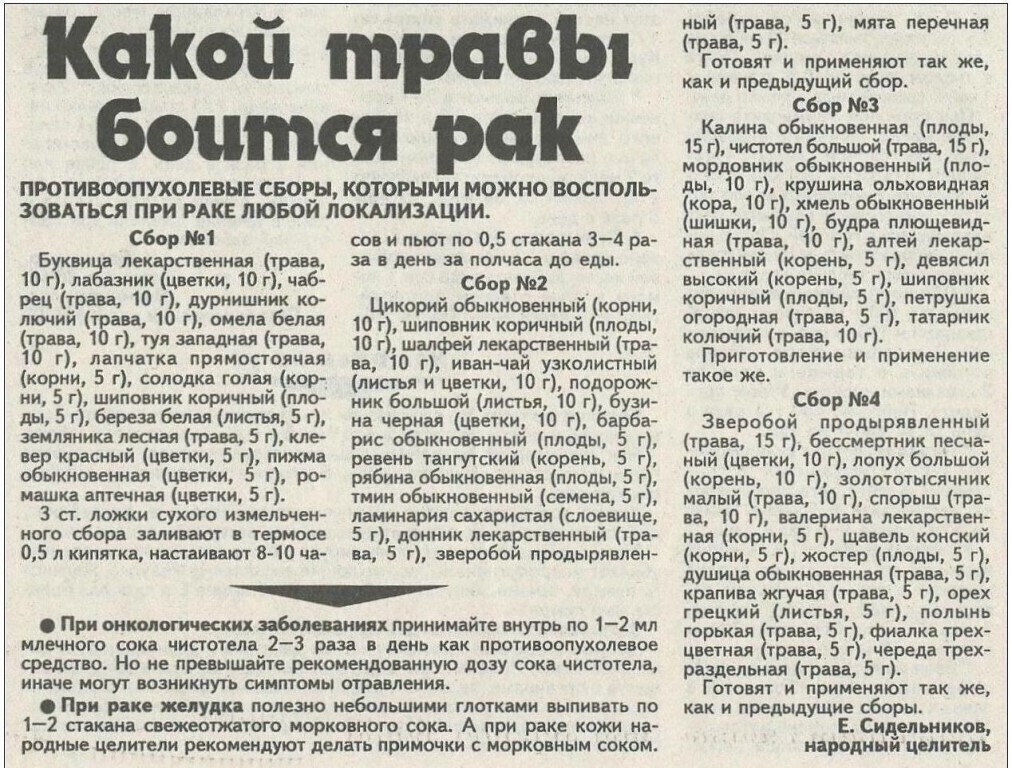 Какой травы
боится рак
ПРОТИВООПУХОЛЕВЫЕ СБОРЫ, КОТОРЫМИ МОЖНО ВОСПОЛЬ-
ЗОВАТЬСЯ ПРИ РАКЕ ЛЮБОЙ ЛОКАЛИЗАЦИИ.
Сбор №1
Буквица лекарственная (трава,
10 г), лабазник (цветки, 10 г), чаб-
рец (трава, 10 г), дурнишник ко-
лючий (трава, 10 г), омела белая
(трава, 10 г), туя западная (трава,
10 г), лапчатка прямостоячая
(корни, 5 г), солодка голая (кор-
ни, 5 г), шиповник коричный (пло-
ды, 5 г), береза белая (листья, 5 г),
земляника лесная (трава, 5 г), кле-
вер красный (цветки, 5 г), пижма
обыкновенная (цветки, 5 г), ро-
машка аптечная (цветки, 5 г).
3 ст. ложки сухого измельчен-
ного сбора заливают в термосе
0,5 л кипятка, настаивают 8-10 ча-
сов и пьют по 0,5 стакана 3—4 ра-
за в день за полчаса до еды.
Сбор №2
Цикорий обыкновенный (корни,
10 г), шиповник коричный (плоды,
10 г), шалфей лекарственный (тра-
ва, 10 г), иван-чай узколистный
(листья и цветки, 10 г), подорож-
ник большой (листья, 10 г), бузи-
на черная (цветки, 10 г), барба-
рис обыкновенный (плоды, 5 г),
ревень тангутский (корень, 5 г),
рябина обыкновенная (плоды, 5 г),
тмин обыкновенный (семена, 5 г),
ламинария сахаристая (слоевище,
5 г), донник лекарственный (тра-
ва, 5 г), зверобой продырявлен-
ный (трава, 5 г), мята перечная
(трава, 5 г).
Готовят и применяют так же,
как и предыдущий сбор.
Сбор №3
Калина обыкновенная (плоды,
15 г), чистотел большой (трава, 15 г),
мордовник обыкновенный (пло-
ды, 10 г), крушина ольховидная
(кора, 10 г), хмель обыкновенный
(шишки, 10 г), будра плющевид-
ная (трава, 10 г), алтей лекар-
ственный (корень, 5 г), девясил
высокий (корень, 5 г), шиповник
коричный (плоды, 5 г), петрушка
огородная (трава, 5 г), татарник
колючий (трава, 10 г).
Приготовление и применение
такое же.
Сбор №4
Зверобой продырявленный
(трава, 15 г), бессмертник песча-
ный (цветки, 10 г), лопух большой
(корень, 10 г), золототысячник
малый (трава, 10 г), спорыш (тра-
ва, 10 г), валериана лекарствен-
ная (корни, 5 г), щавель конский
(корни, 5 г), жостер (плоды, 5 г),
душица обыкновенная (трава, 5 г),
крапива жгучая (трава, 5 г), орех
грецкий (листья, 5 г), полынь
горькая (трава, 5 г), фиалка трех-
цветная (трава, 5 г), череда трех-
раздельная (трава, 5 г).
Готовят и применяют так же,
как и предыдущие сборы.
Е. Сидельников,
народный целитель
● При онкологических заболеваниях принимайте внутрь по 1—2 мл
млечного сока чистотела 2—3 раза в день как противоопухолевое
средство. Но не превышайте рекомендованную дозу сока чистотела,
иначе могут возникнуть симптомы отравления.
● При раке желудка полезно небольшими глотками выпивать по
1—2 стакана свежеотжатого морковного сока. А при раке кожи на-
родные целители рекомендуют делать примочки с морковным соком.